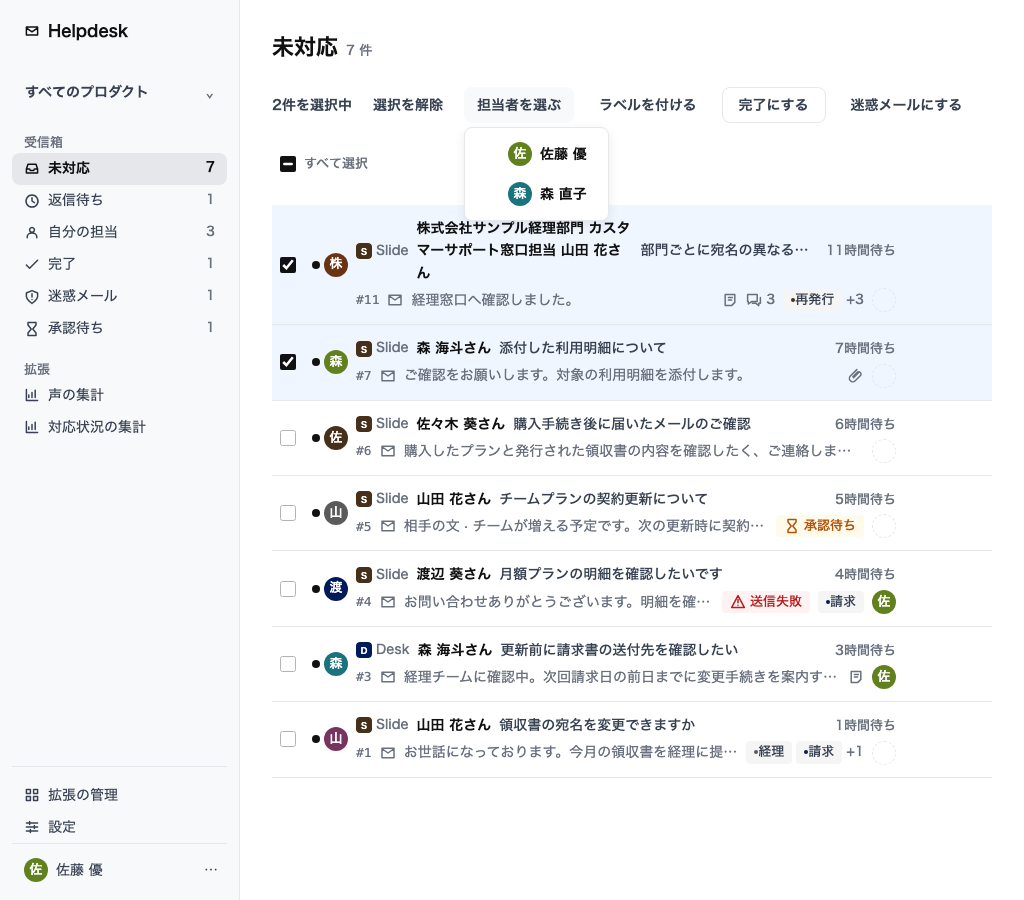 Helpdesk
すべてのプロダクト
受信箱
未対応 7
返信待ち 1
自分の担当 3
完了 1
迷惑メール 1
承認待ち 1
拡張
声の集計
対応状況の集計
拡張の管理
設定
佐 佐藤 優 …
未対応 7 件
2件を選択中 選択を解除 担当者を選ぶ ラベルを付ける 完了にする 迷惑メールにする
佐 佐藤 優
森 森 直子
すべて選択
株 S Slide 株式会社サンプル経理部門 カスタ
マーサポート窓口担当 山田 花さ
ん
部門ごとに宛名の異なる… 11時間待ち
#11 経理窓口へ確認しました。 3 •再発行 +3
森 S Slide 森 海斗さん 添付した利用明細について 7時間待ち
#7 ご確認をお願いします。対象の利用明細を添付します。
佐 S Slide 佐々木 葵さん 購入手続き後に届いたメールのご確認 6時間待ち
#6 購入したプランと発行された領収書の内容を確認したく、ご連絡しま…
山 S Slide 山田 花さん チームプランの契約更新について 5時間待ち
#5 相手の文 · チームが増える予定です。次の更新時に契約… 承認待ち
渡 S Slide 渡辺 葵さん 月額プランの明細を確認したいです 4時間待ち
#4 お問い合わせありがとうございます。明細を確… 送信失敗 •請求 佐
森 D Desk 森 海斗さん 更新前に請求書の送付先を確認したい 3時間待ち
#3 経理チームに確認中。次回請求日の前日までに変更手続きを案内す… 佐
山 S Slide 山田 花さん 領収書の宛名を変更できますか 1時間待ち
#1 お世話になっております。今月の領収書を経理に提… •経理 •請求 +1